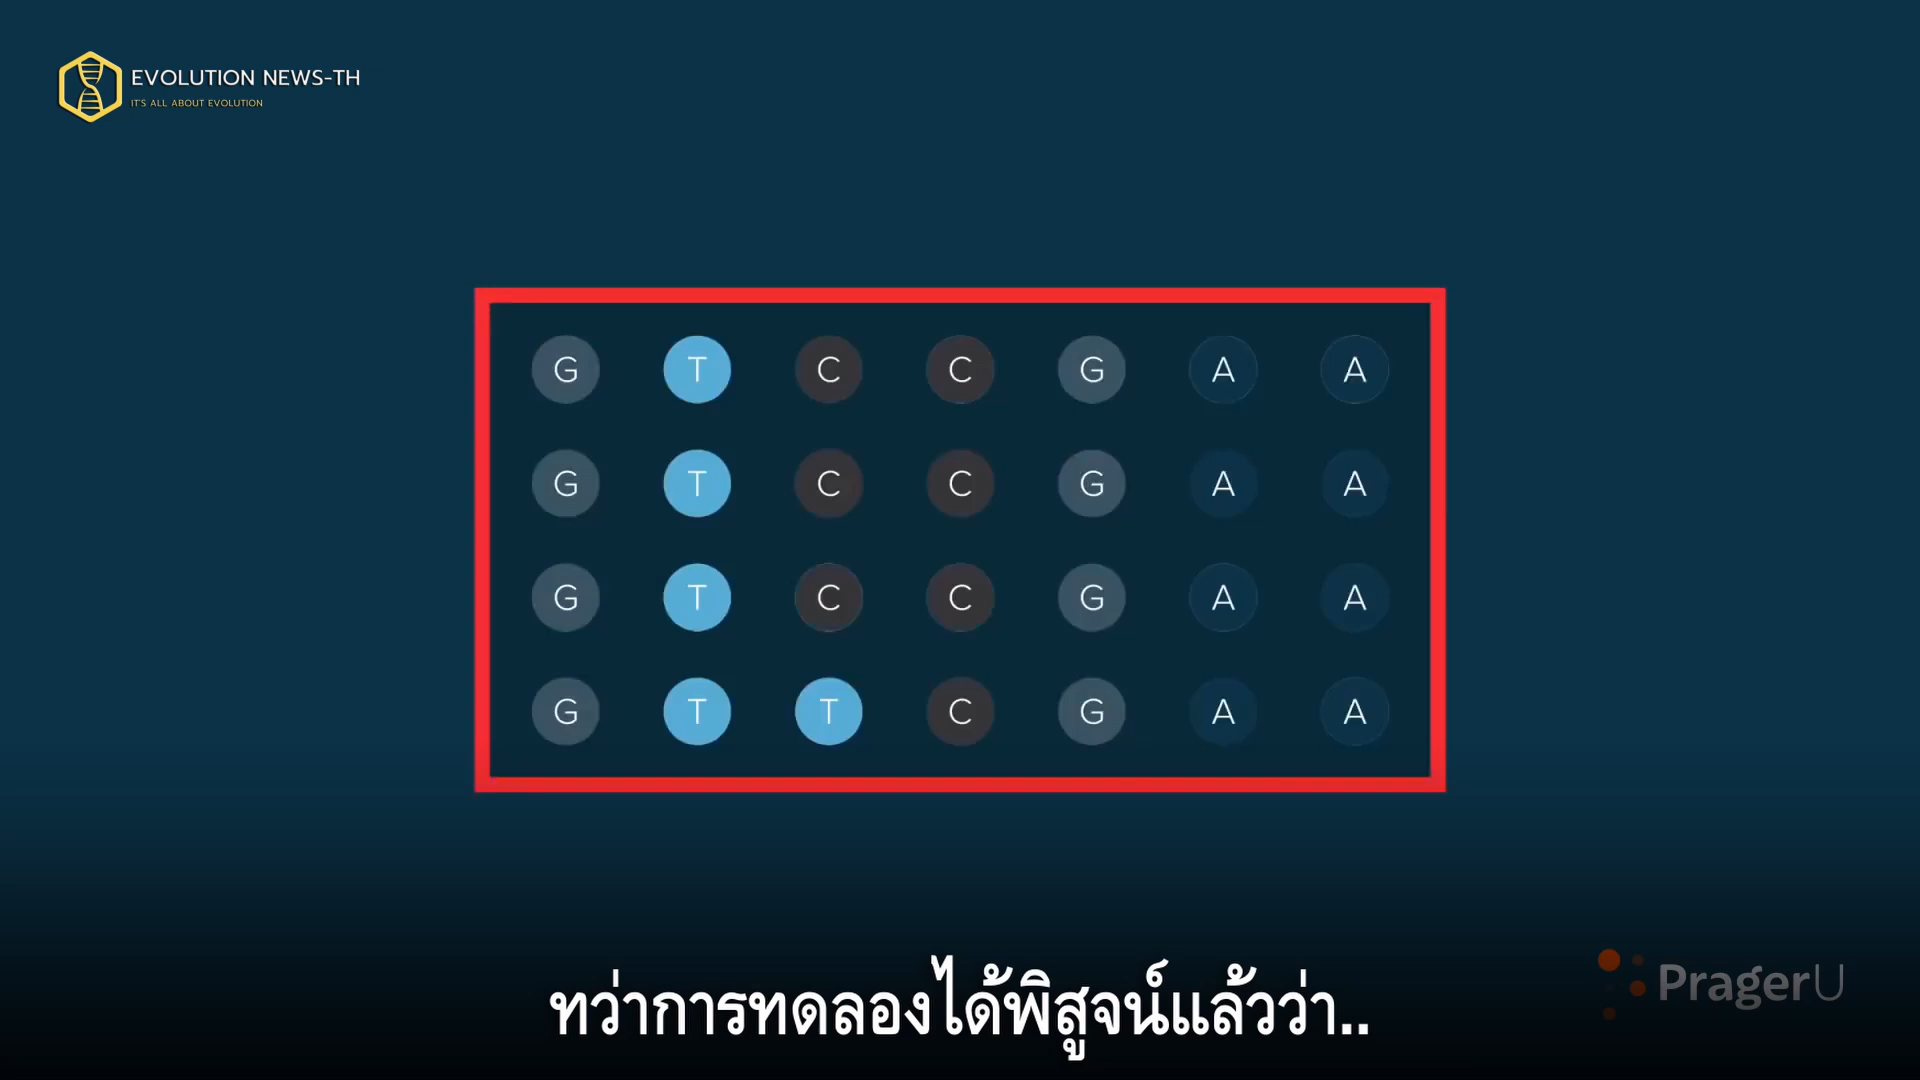 EVOLUTION NEWS-TH
IT'S ALL ABOUT EVOLUTION
G T C C G A A
G T C C G A A
G T C C G A A
G T T C G A A
ทว่าการทดลองได้พิสูจน์แล้วว่า..
PragerU